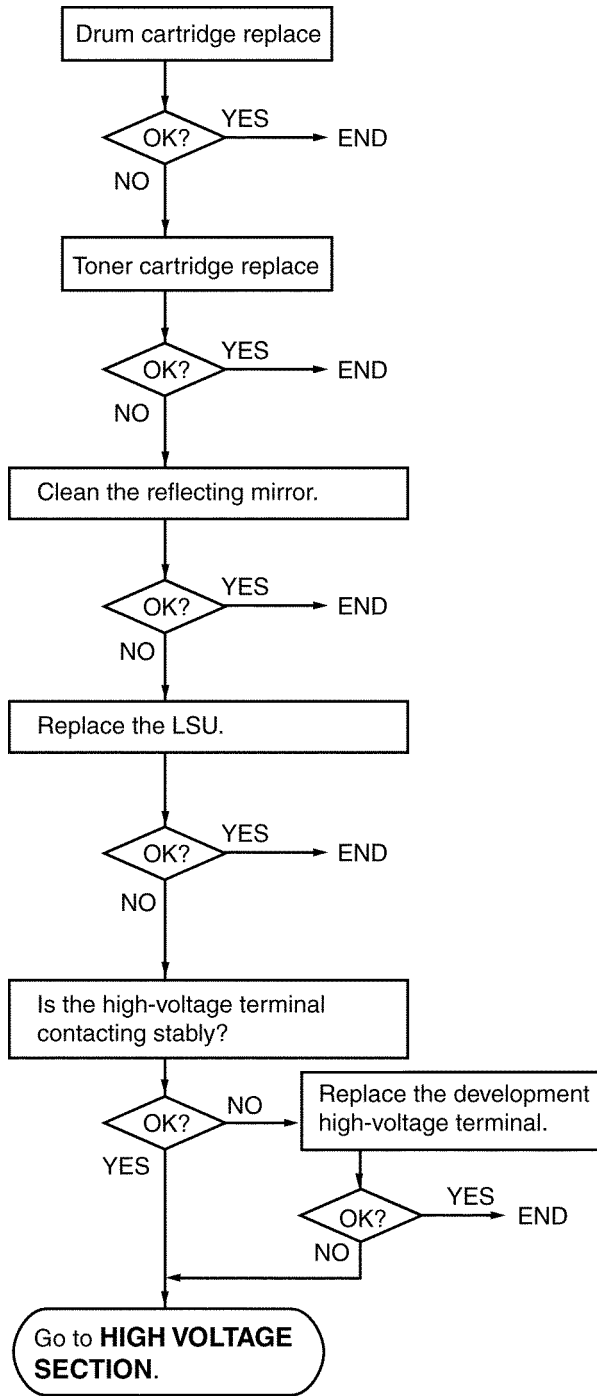 Drum cartridge replace
OK?
YES
END
NO
Toner cartridge replace
OK?
YES
END
NO
Clean the reflecting mirror.
OK?
YES
END
NO
Replace the LSU.
OK?
YES
END
NO
Is the high-voltage terminal
contacting stably?
OK?
NO
Replace the development
high-voltage terminal.
YES
OK?
YES
END
NO
Go to HIGH VOLTAGE
SECTION.